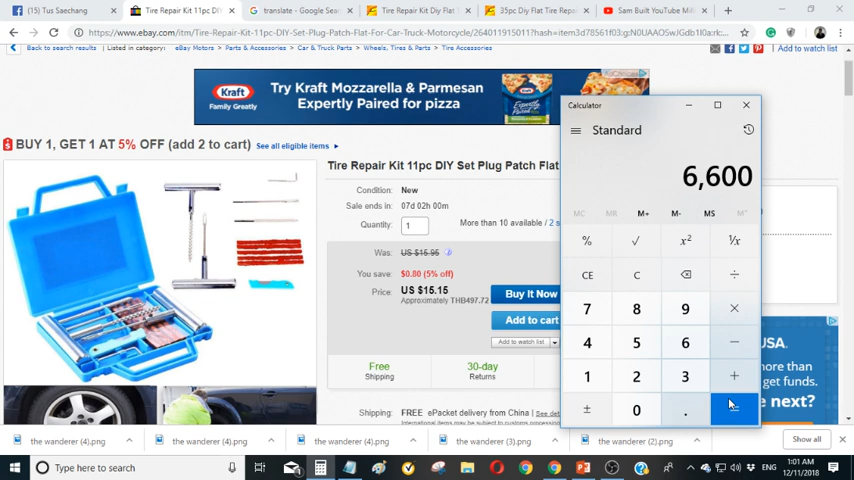 (15) Tus Saechang
Tire Repair Kit 11pc DIY
translate - Google Sear
Tire Repair Kit Diy Flat
35pc Diy Flat Tire Repa
Sam Built YouTube Mill
https://www.ebay.com/itm/Tire-Repair-Kit-11pc-DIY-Set-Plug-Patch-Flat-For-Car-Truck-Motorcycle/264011915011?hash=item3d78561f03:g:N0UAAOSwJGdb1I0a:rlc
Back to search results
Listed in category:
eBay Motors > Parts & Accessories > Car & Truck Parts > Wheels, Tires & Parts > Tire Accessories
Add to watch list
Kraft
Family Greatly
Try Kraft Mozzarella & Parmesan
Expertly Paired for pizza
AdChoices
BUY 1, GET 1 AT 5% OFF (add 2 to cart)
See all eligible items
Tire Repair Kit 11pc DIY Set Plug Patch Flat
Condition: New
Sale ends in: 07d 02h 00m
Quantity: 1
More than 10 available / 2 s
Was: US $15.95
You save: $0.80 (5% off)
Price: US $15.15
Approximately THB497.72
Buy It Now
Add to cart
Add to watch list
Free
Shipping
30-day
Returns
Shipping: FREE ePacket delivery from China | See det
Calculator
Standard
6,600
MC MR M+ M- MS M
% √ x² ¹/x
CE C ÷
7 8 9 ×
4 5 6 −
1 2 3 +
± 0 . =
USA.
more than
get funds.
e next?
the wanderer (4).png
the wanderer (4).png
the wanderer (4).png
the wanderer (3).png
the wanderer (2).png
Show all
Type here to search
ENG
1:01 AM
12/11/2018